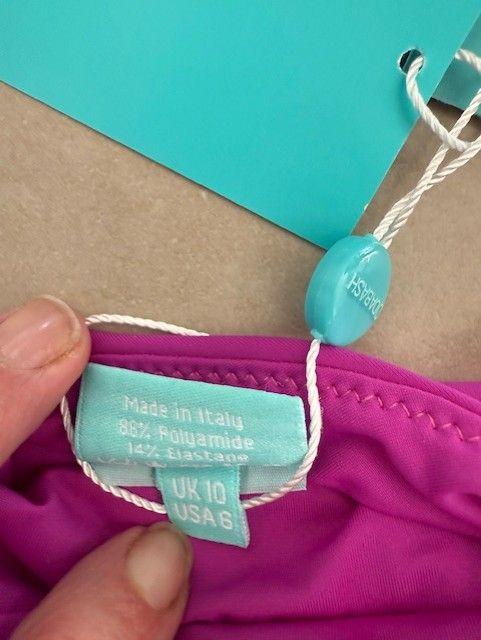 Made in Italy
86% Polyamide
14% Elastane
UK 10
USA 6